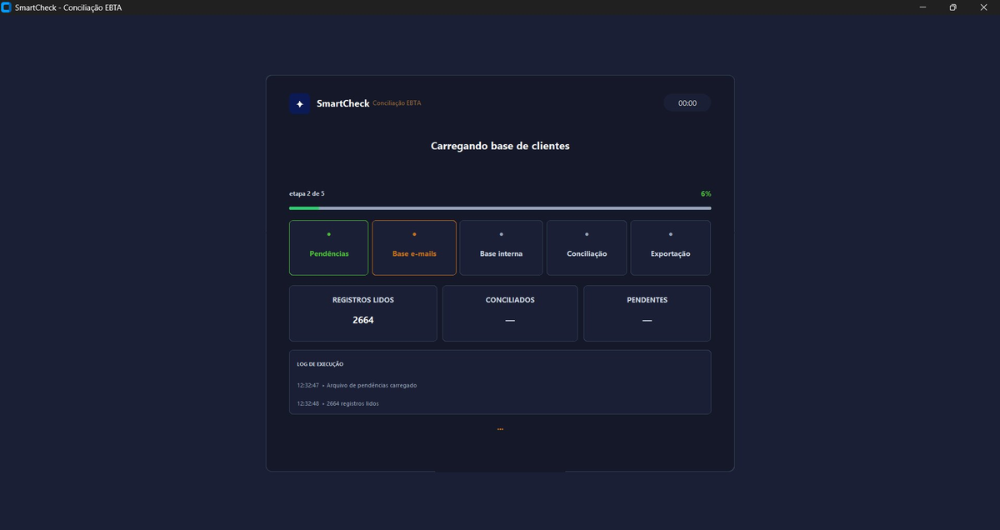 SmartCheck - Conciliação EBTA
SmartCheck Conciliação EBTA
00:00
Carregando base de clientes
etapa 2 de 5
6%
Pendências
Base e-mails
Base interna
Conciliação
Exportação
REGISTROS LIDOS
2664
CONCILIADOS
—
PENDENTES
—
LOG DE EXECUÇÃO
12:32:47 • Arquivo de pendências carregado
12:32:48 • 2664 registros lidos
...